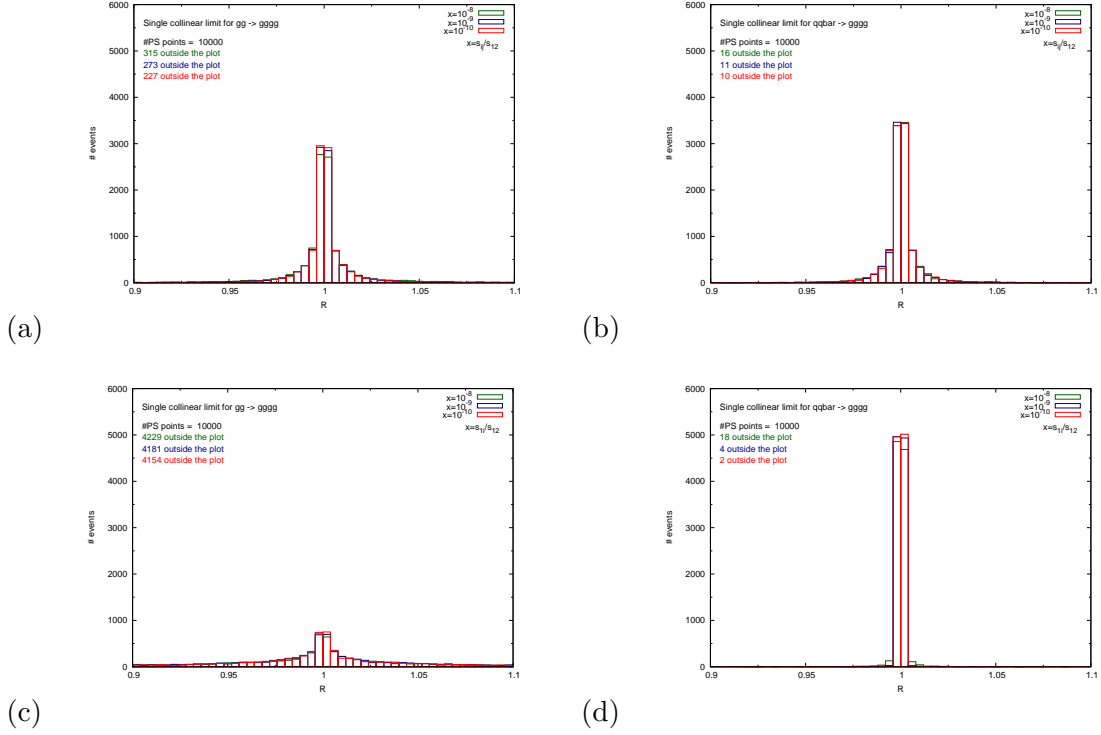 6000
5000
4000
3000
2000
1000
0
0.9 0.95 1 1.05 1.1
# events
R
Single collinear limit for gg -> gggg
#PS points = 10000
315 outside the plot
273 outside the plot
227 outside the plot
x=10^-8
x=10^-9
x=10^-10
x=s_ij/s_12
(a)
6000
5000
4000
3000
2000
1000
0
0.9 0.95 1 1.05 1.1
# events
R
Single collinear limit for qqbar -> gggg
#PS points = 10000
16 outside the plot
11 outside the plot
10 outside the plot
x=10^-8
x=10^-9
x=10^-10
x=s_ij/s_12
(b)
6000
5000
4000
3000
2000
1000
0
0.9 0.95 1 1.05 1.1
# events
R
Single collinear limit for gg -> gggg
#PS points = 10000
4229 outside the plot
4181 outside the plot
4154 outside the plot
x=10^-8
x=10^-9
x=10^-10
x=s_1i/s_12
(c)
6000
5000
4000
3000
2000
1000
0
0.9 0.95 1 1.05 1.1
# events
R
Single collinear limit for qqbar -> gggg
#PS points = 10000
18 outside the plot
4 outside the plot
2 outside the plot
x=10^-8
x=10^-9
x=10^-10
x=s_1i/s_12
(d)